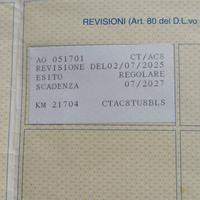 REVISIONI (Art. 80 del D.L.vo
AG 051701 CT/AC8
REVISIONE DEL02/07/2025
ESITO REGOLARE
SCADENZA 07/2027
KM 21704 CTAC8TU8BLS